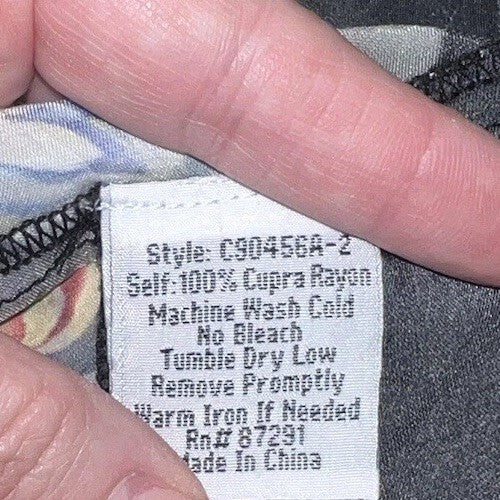 Style: C90456A-2
Self:100% Cupra Rayon
Machine Wash Cold
No Bleach
Tumble Dry Low
Remove Promptly
Warm Iron If Needed
Rn# 87291
Made In China